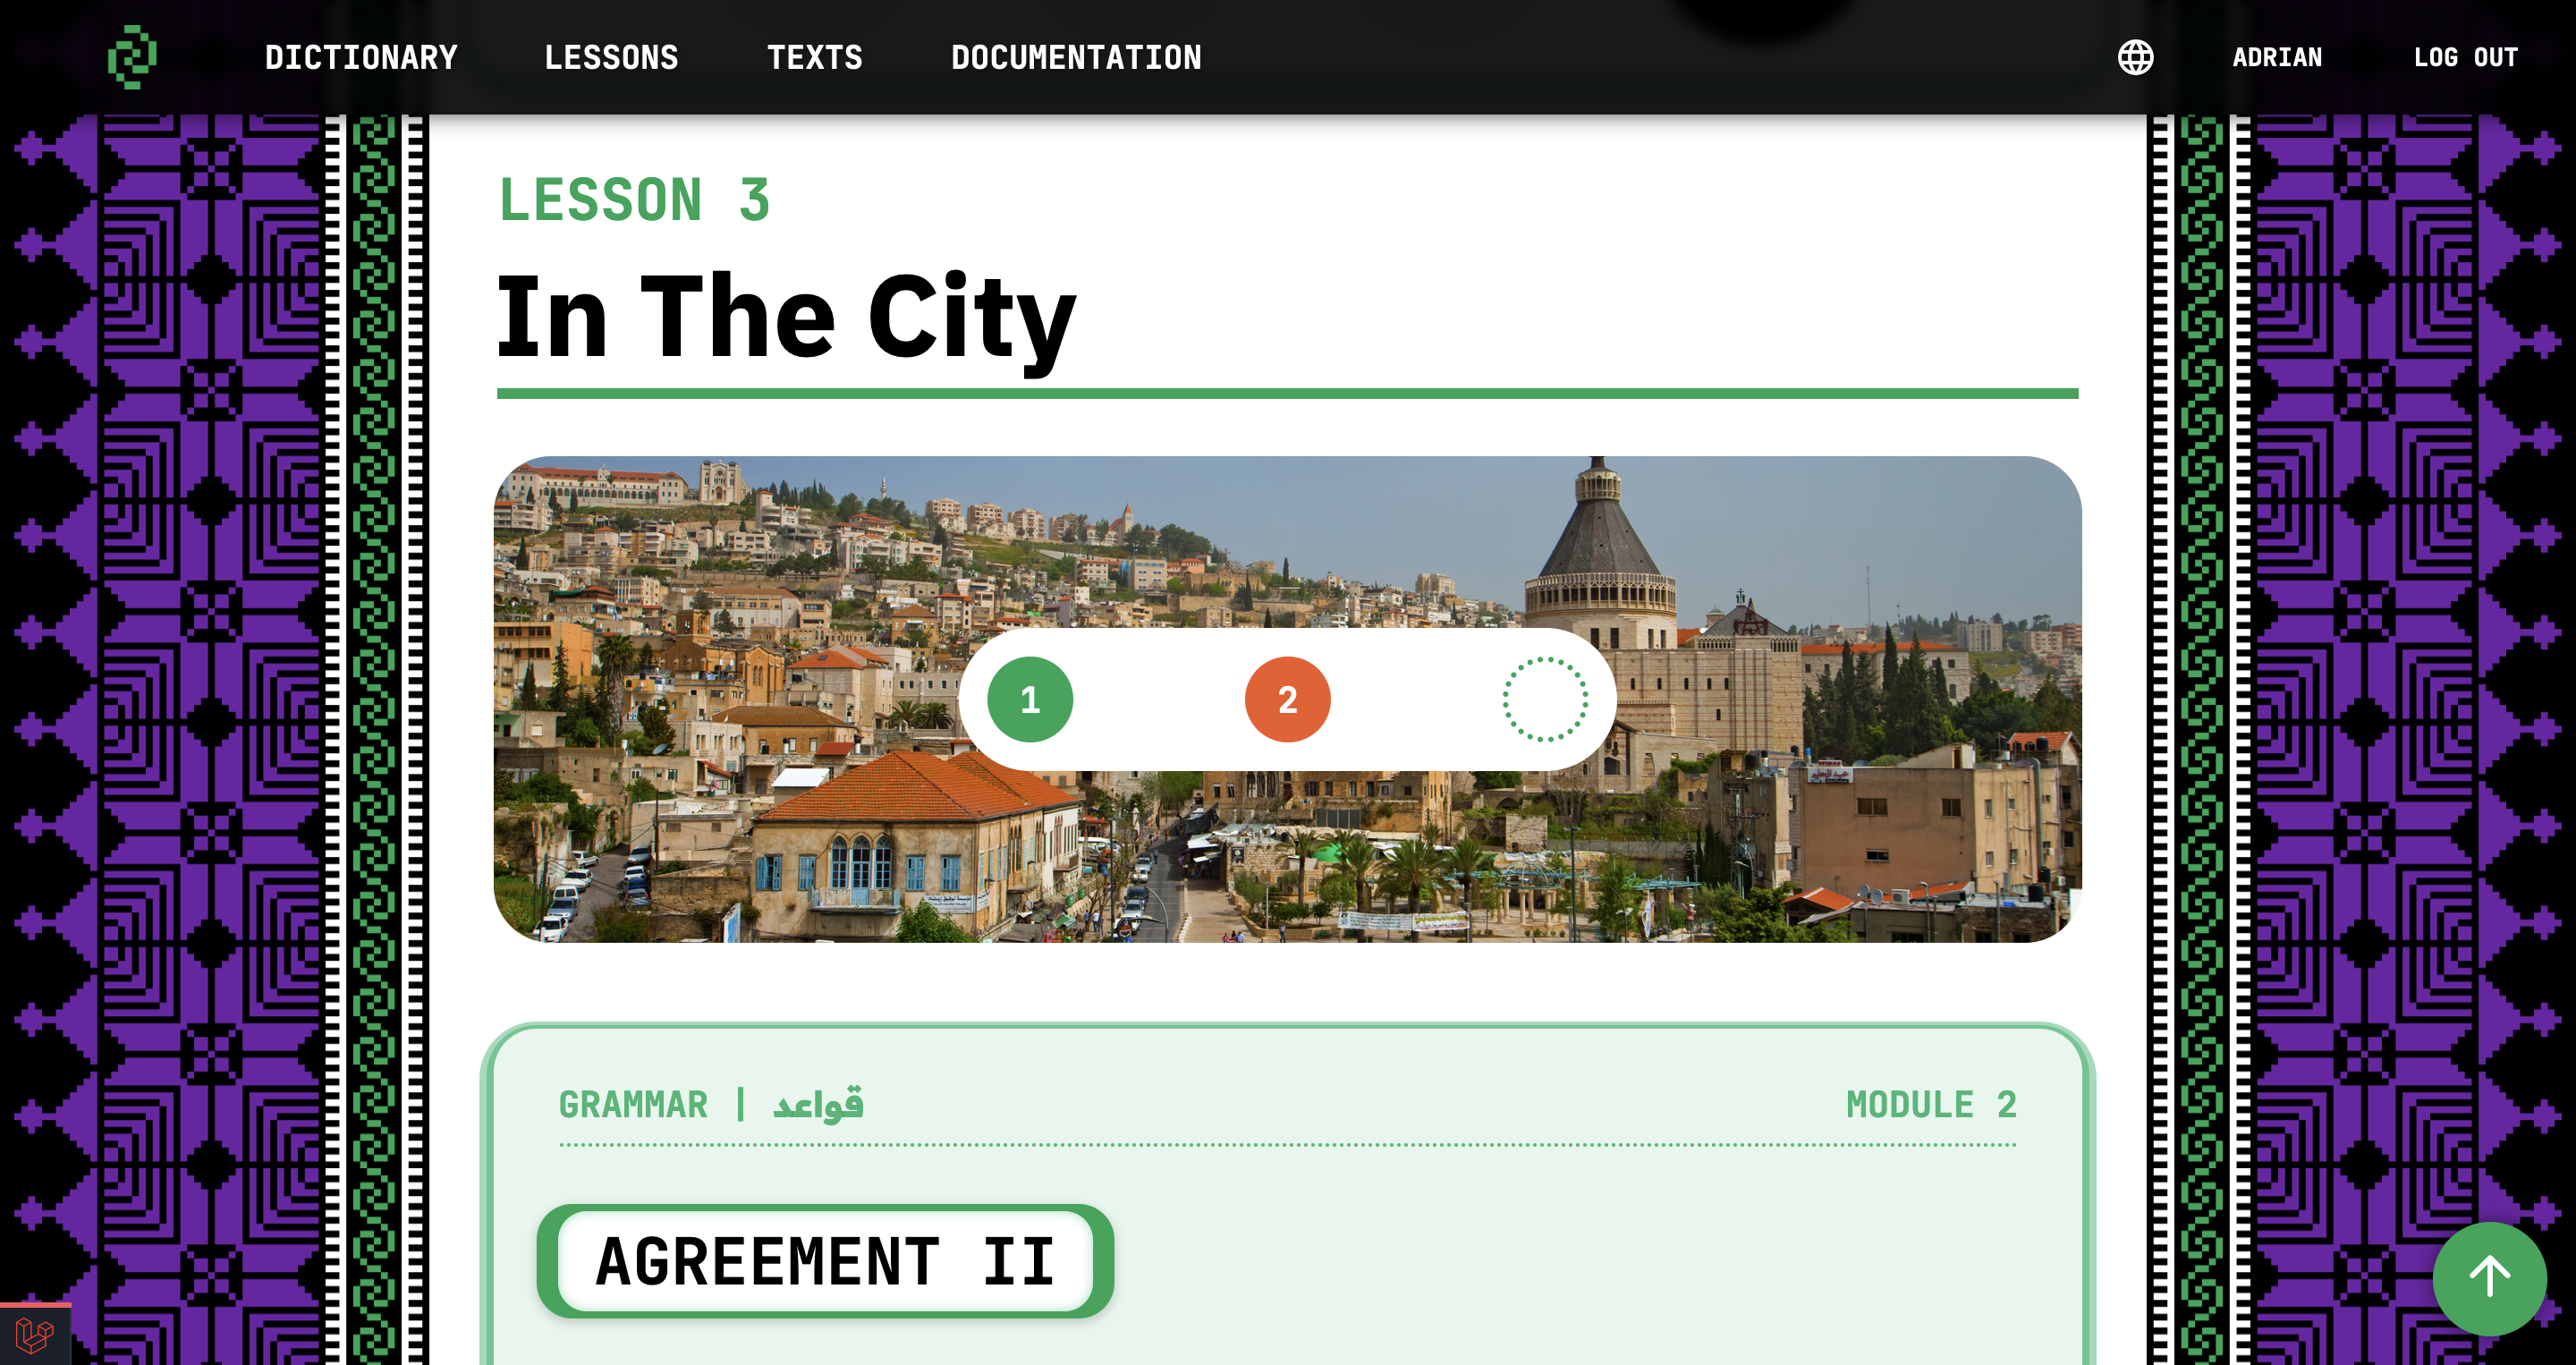 DICTIONARY LESSONS TEXTS DOCUMENTATION ADRIAN LOG OUT
LESSON 3
In The City
1 2
GRAMMAR | قواعد MODULE 2
AGREEMENT II